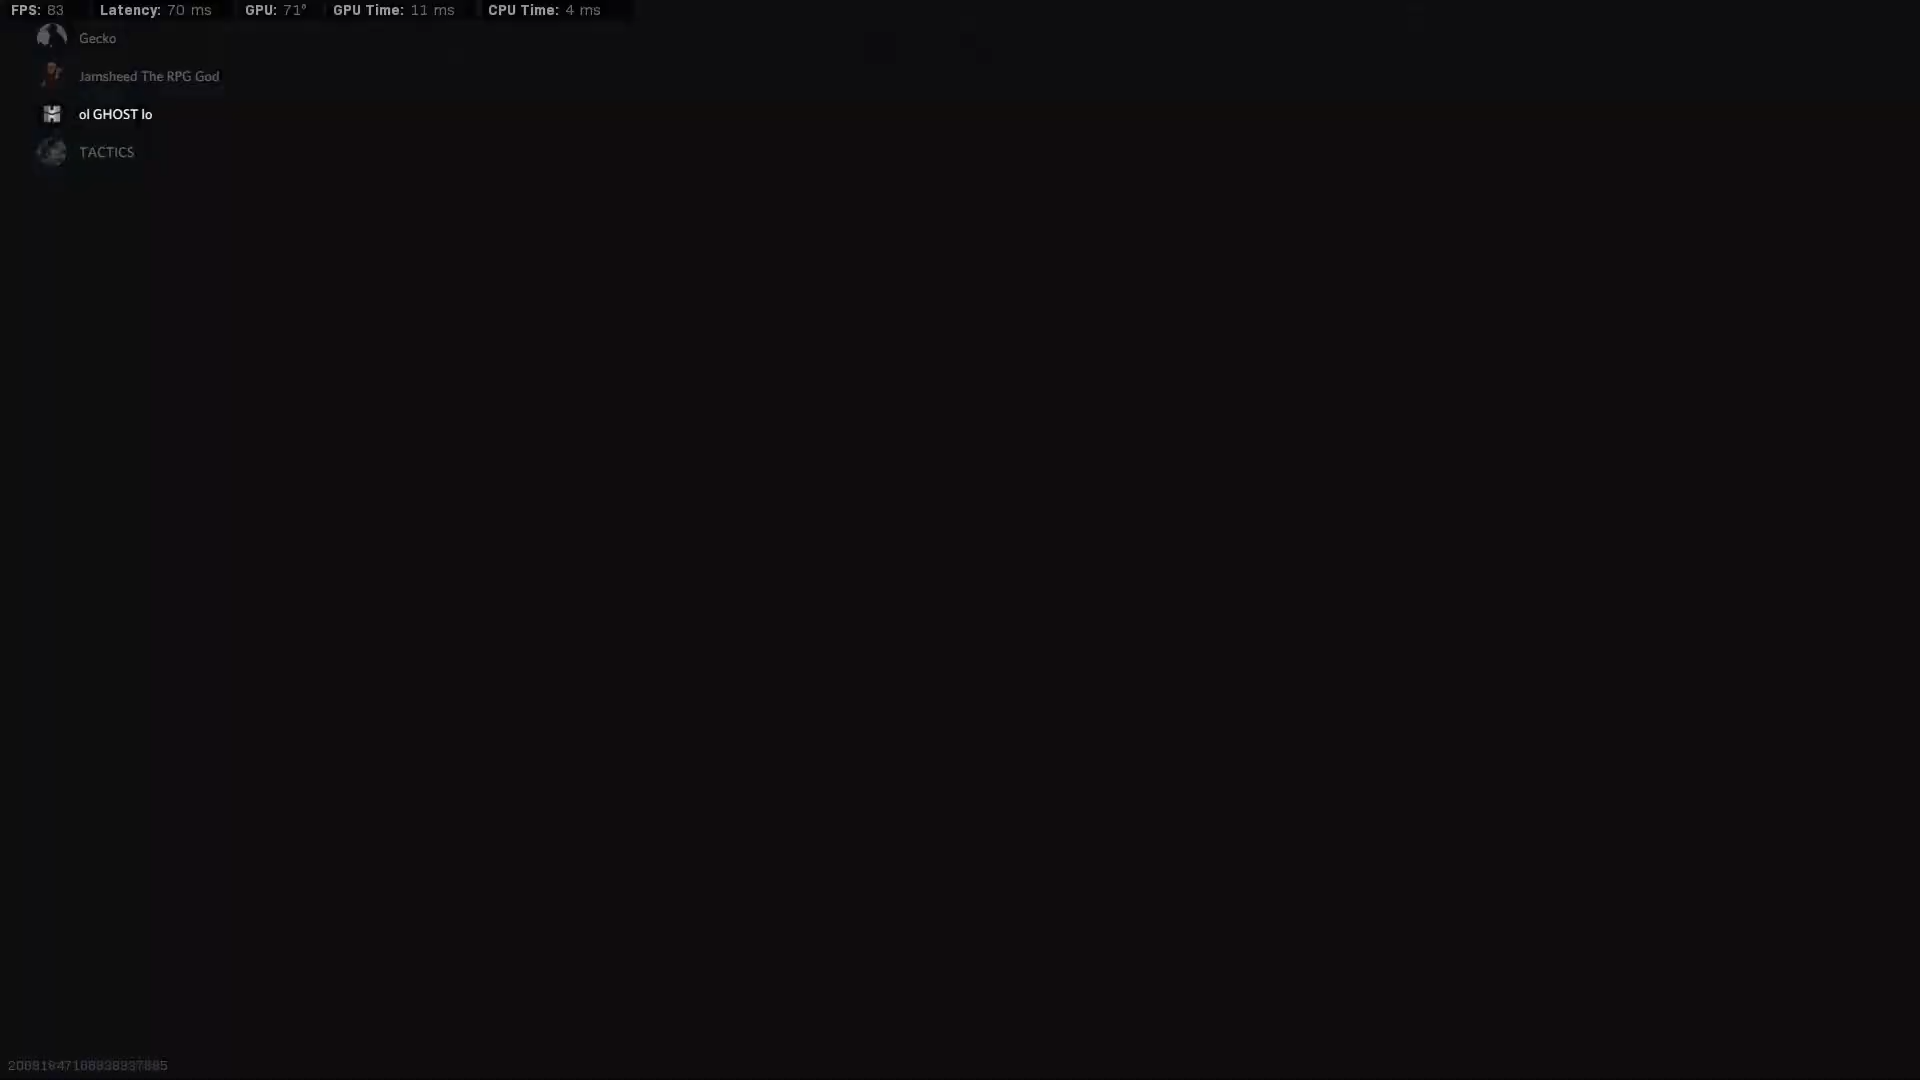 FPS: 83 Latency: 70 ms GPU: 71° GPU Time: 11 ms CPU Time: 4 ms
Gecko
Jamsheed The RPG God
ol GHOST lo
TACTICS